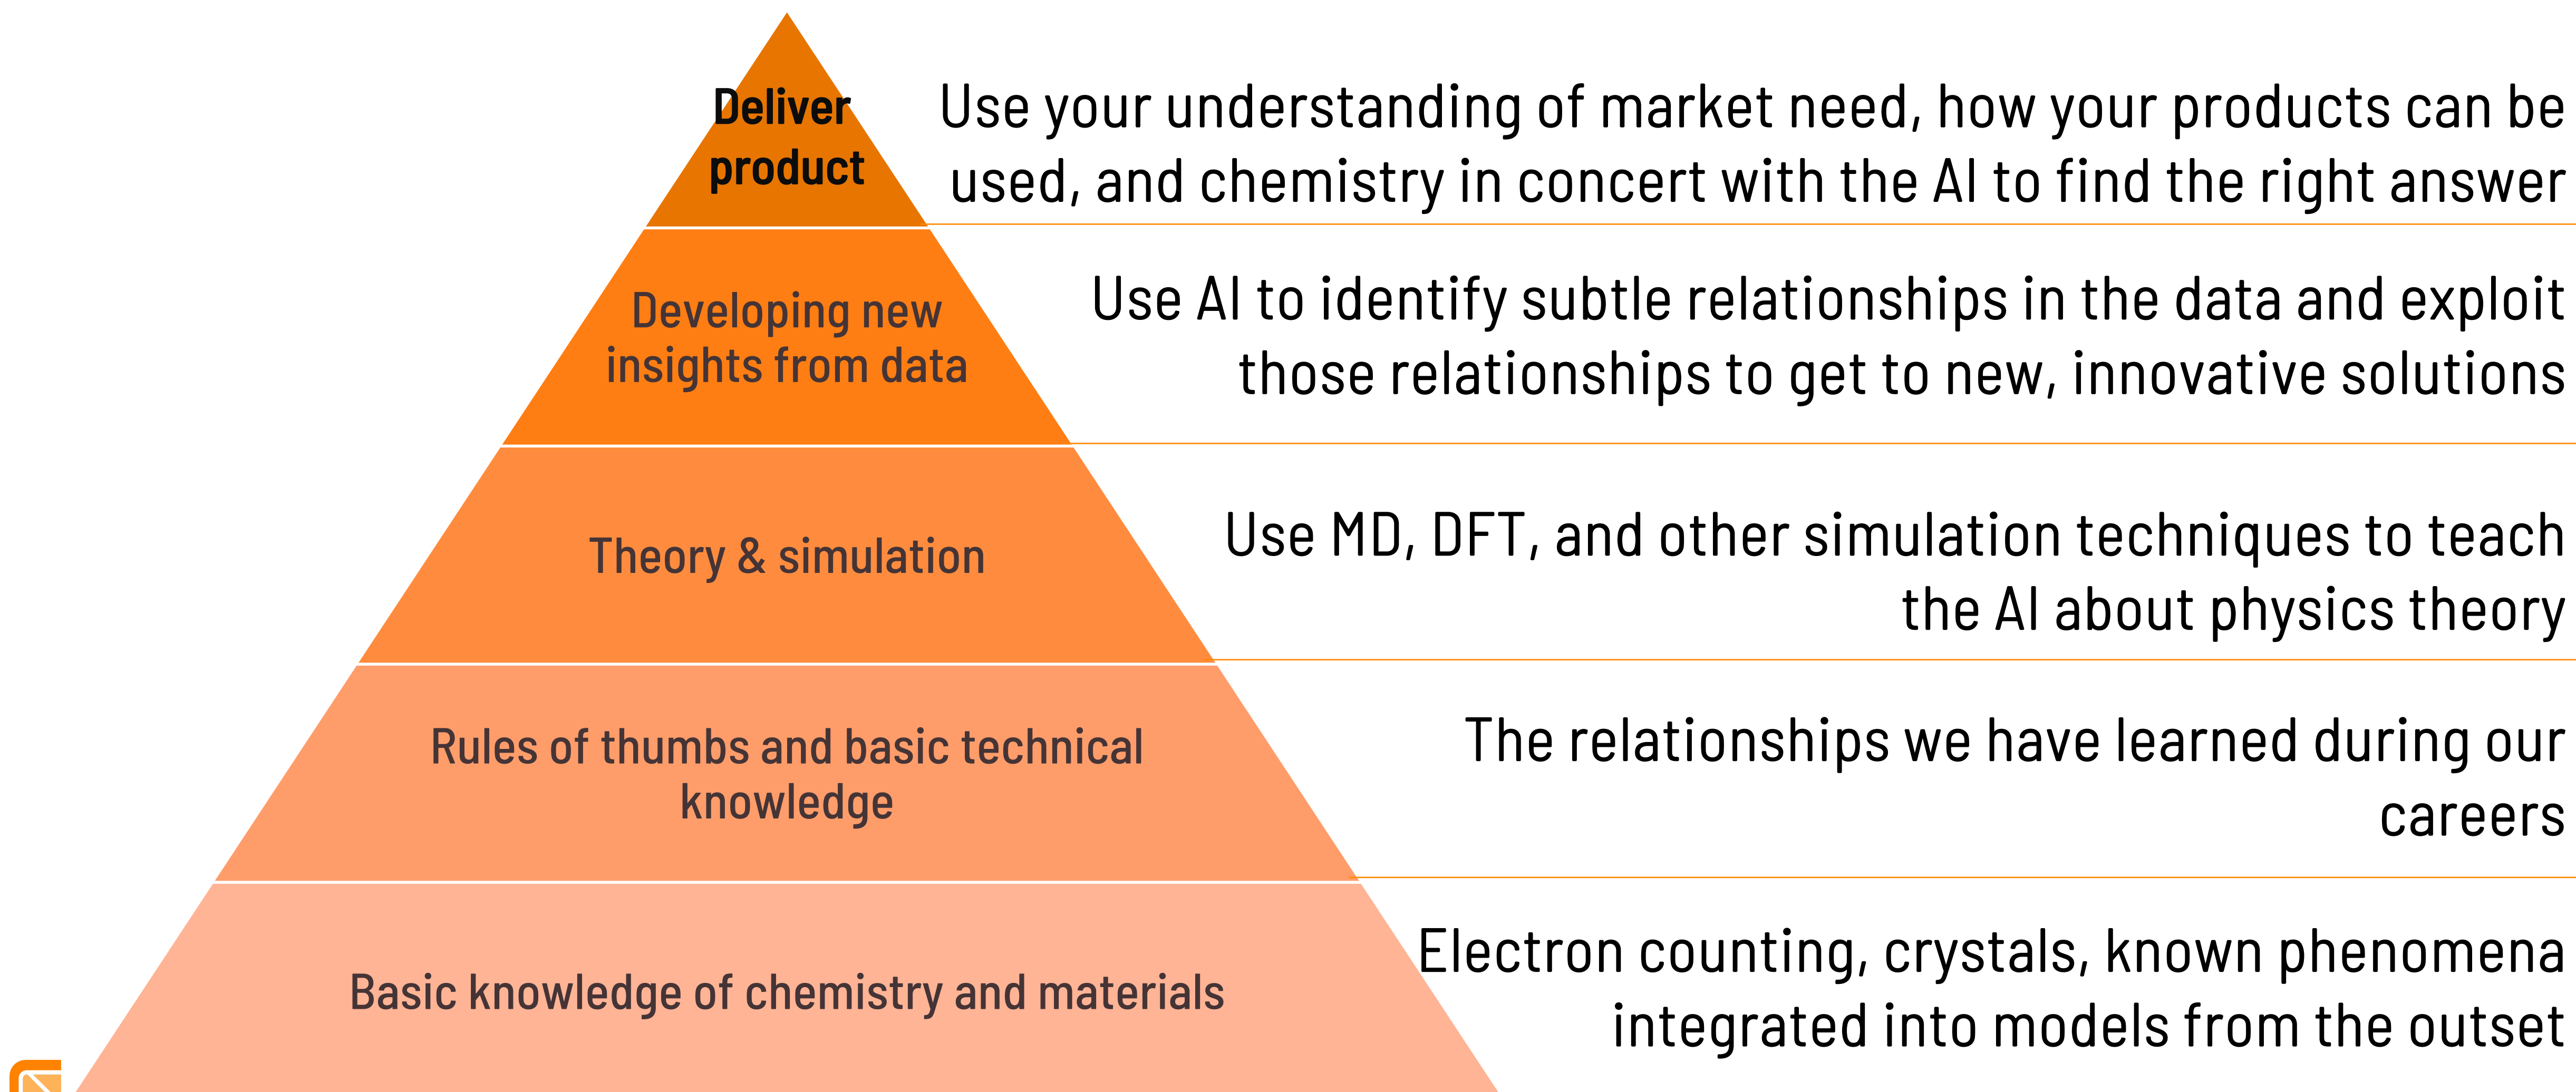 Deliver
product
Use your understanding of market need, how your products can be
used, and chemistry in concert with the AI to find the right answer
Developing new
insights from data
Use AI to identify subtle relationships in the data and exploit
those relationships to get to new, innovative solutions
Theory & simulation
Use MD, DFT, and other simulation techniques to teach
the AI about physics theory
Rules of thumbs and basic technical
knowledge
The relationships we have learned during our
careers
Basic knowledge of chemistry and materials
Electron counting, crystals, known phenomena
integrated into models from the outset